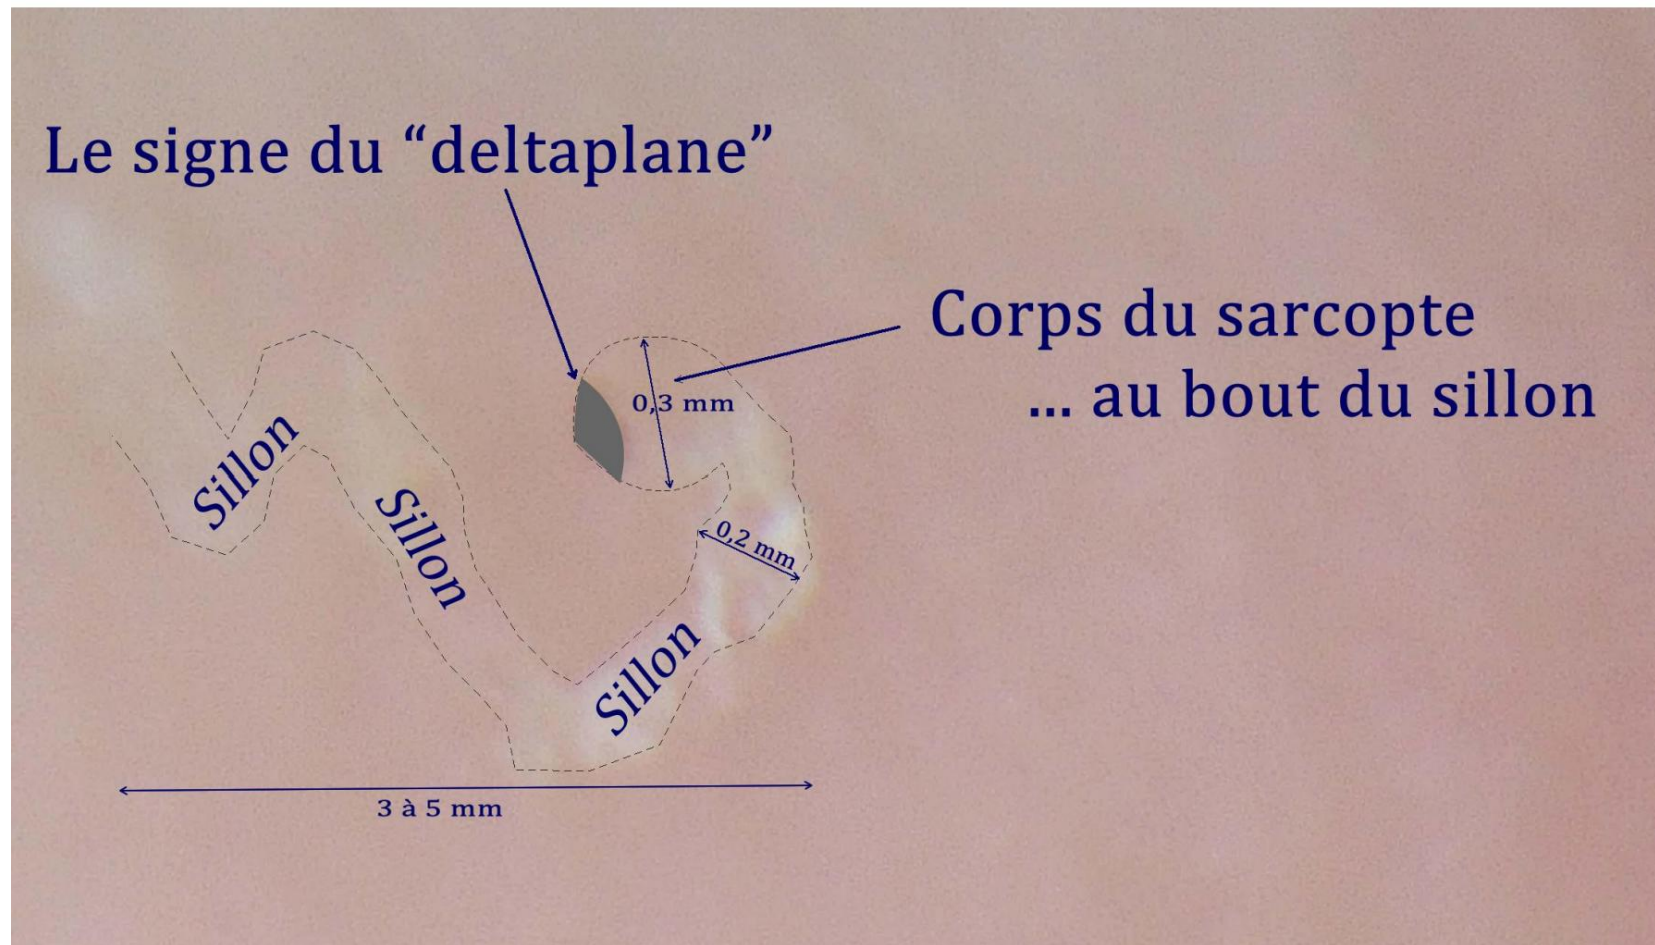 Le signe du “deltaplane”
Corps du sarcopte
... au bout du sillon
0,3 mm
Sillon
Sillon
0,2 mm
Sillon
3 à 5 mm